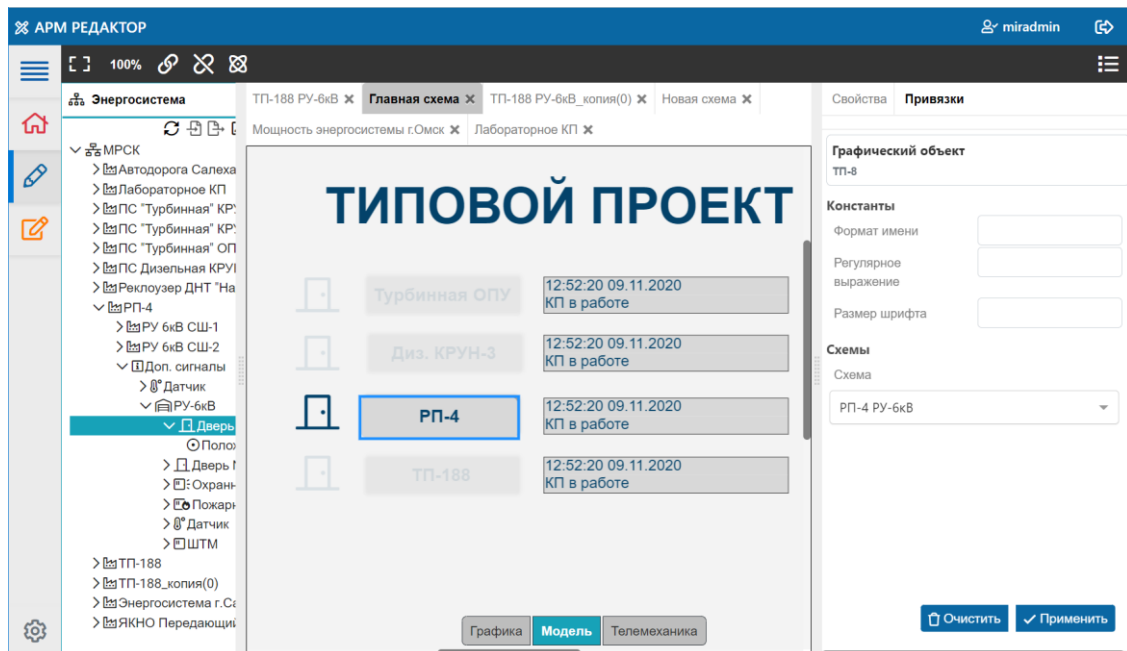 АРМ РЕДАКТОР
miradmin
100%
Энергосистема
МРСК
Автодорога Салеха
Лабораторное КП
ПС "Турбинная" КРУ
ПС "Турбинная" КРУ
ПС "Турбинная" ОП
ПС Дизельная КРУН
Реклоузер ДНТ "На
РП-4
РУ 6кВ СШ-1
РУ 6кВ СШ-2
Доп. сигналы
Датчик
РУ-6кВ
Дверь
Полож
Дверь №
Охранн
Пожарн
Датчик
ШТМ
ТП-188
ТП-188_копия(0)
Энергосистема г.Са
ЯКНО Передающий
ТП-188 РУ-6кВ
Главная схема
ТП-188 РУ-6кВ_копия(0)
Новая схема
Мощность энергосистемы г.Омск
Лабораторное КП
ТИПОВОЙ ПРОЕКТ
Турбинная ОПУ
12:52:20 09.11.2020
КП в работе
Диз. КРУН-3
12:52:20 09.11.2020
КП в работе
РП-4
12:52:20 09.11.2020
КП в работе
ТП-188
12:52:20 09.11.2020
КП в работе
Графика Модель Телемеханика
Свойства Привязки
Графический объект
ТП-8
Константы
Формат имени
Регулярное
выражение
Размер шрифта
Схемы
Схема
РП-4 РУ-6кВ
Очистить
Применить